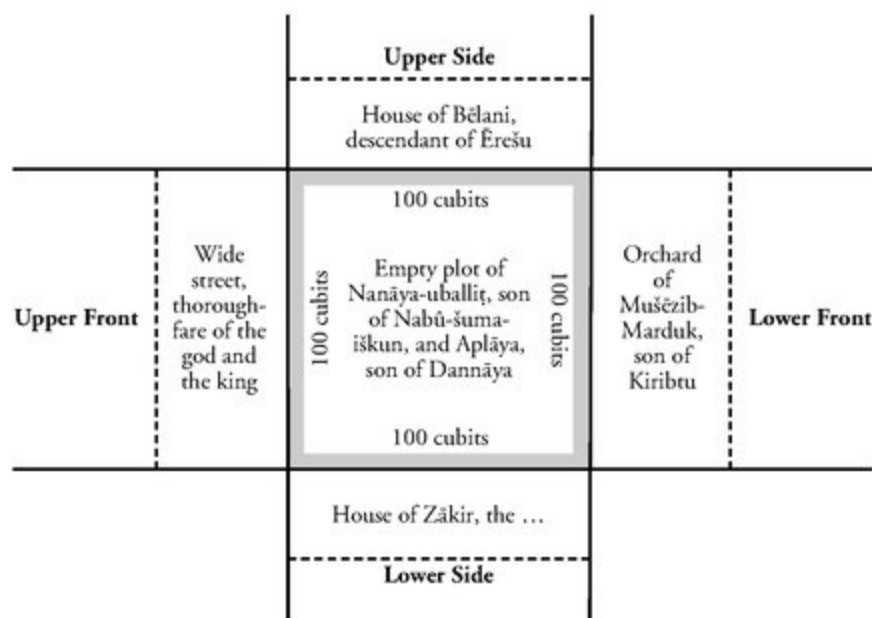 Upper Side
House of Bēlani,
descendant of Ērešu
100 cubits
Upper Front
Wide
street,
thorough-
fare of the
god and
the king
100 cubits
Empty plot of
Nanāya-uballiṭ, son
of Nabû-šuma-
iškun, and Aplāya,
son of Dannāya
100 cubits
Orchard
of
Mušēzib-
Marduk,
son of
Kiribtu
Lower Front
100 cubits
House of Zākir, the …
Lower Side